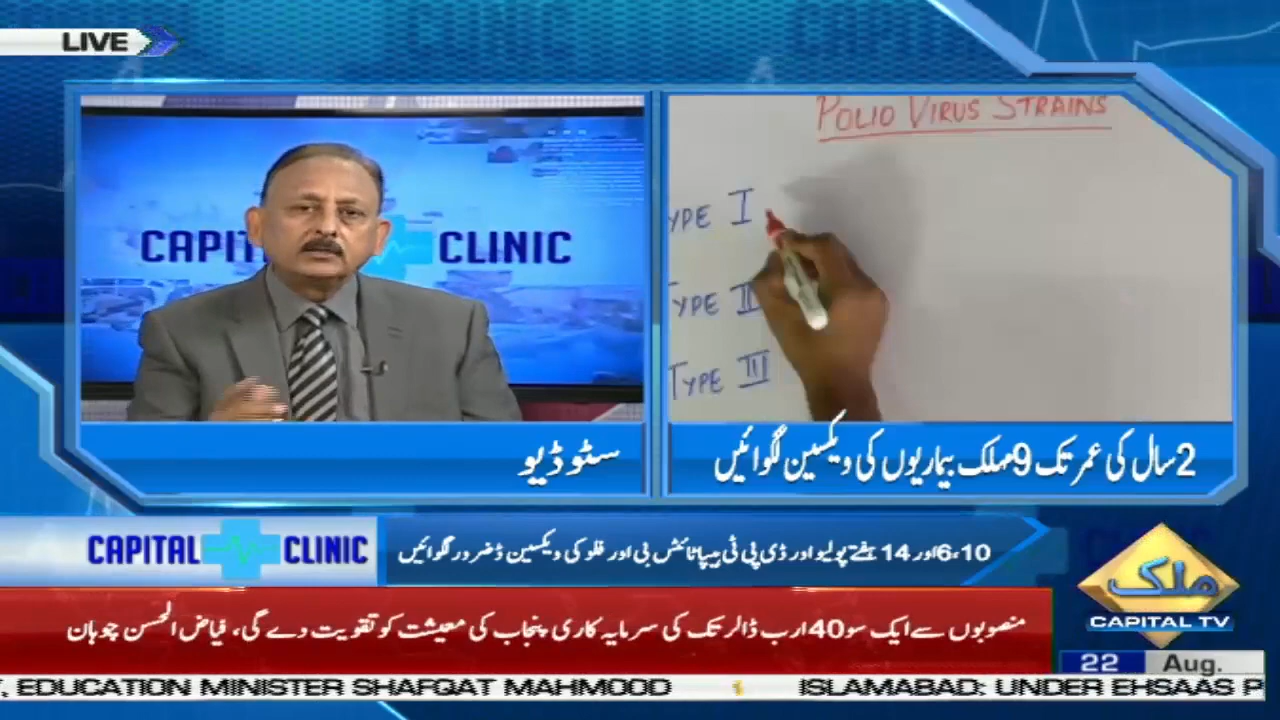 LIVE
POLIO VIRUS STRAINS
YPE I
TYPE II
TYPE III
CAPIT CLINIC
سٹوڈیو
2 سال کی عمر تک 9 مہلک بیماریوں کی ویکسین لگوائیں
CAPITAL CLINIC
6،10 اور 14 ہفتے پولیو اور ڈی پی ٹی ہیپاٹائٹس بی اور فلو کی ویکسین ڈضرور لگوائیں
منصوبوں سے ایک سو 40 ارب ڈالر تک کی سرمایہ کاری پنجاب کی معیشت کو تقویت دے گی، فیاض الحسن چوہان
ملک
CAPITAL TV
22 Aug.
, EDUCATION MINISTER SHAFQAT MAHMOOD ISLAMABAD: UNDER EHSAAS P